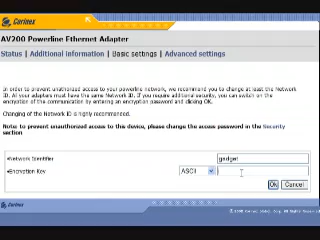 Corinex
AV200 Powerline Ethernet Adapter
Status | Additional information | Basic settings | Advanced settings
In order to prevent unauthorized access to your powerline network, we recommend you to change at least the Network
ID. All your adaptors must have the same Network ID. If you require additional security, you can switch on the
encryption of the communication by entering an encryption password and clicking OK.
Changing of the Network ID is highly recommended.
Note: to prevent unauthorized access to this device, please change the access password in the Security
section
•Network Identifier gadget
•Encryption Key ASCII
Ok Cancel
Corinex